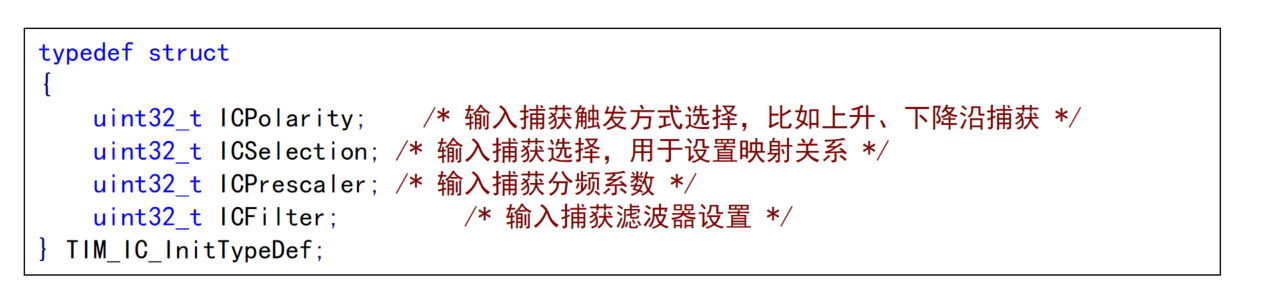 typedef struct
{
uint32_t ICPolarity; /* 输入捕获触发方式选择，比如上升、下降沿捕获 */
uint32_t ICSelection; /* 输入捕获选择，用于设置映射关系 */
uint32_t ICPrescaler; /* 输入捕获分频系数 */
uint32_t ICFilter; /* 输入捕获滤波器设置 */
} TIM_IC_InitTypeDef;